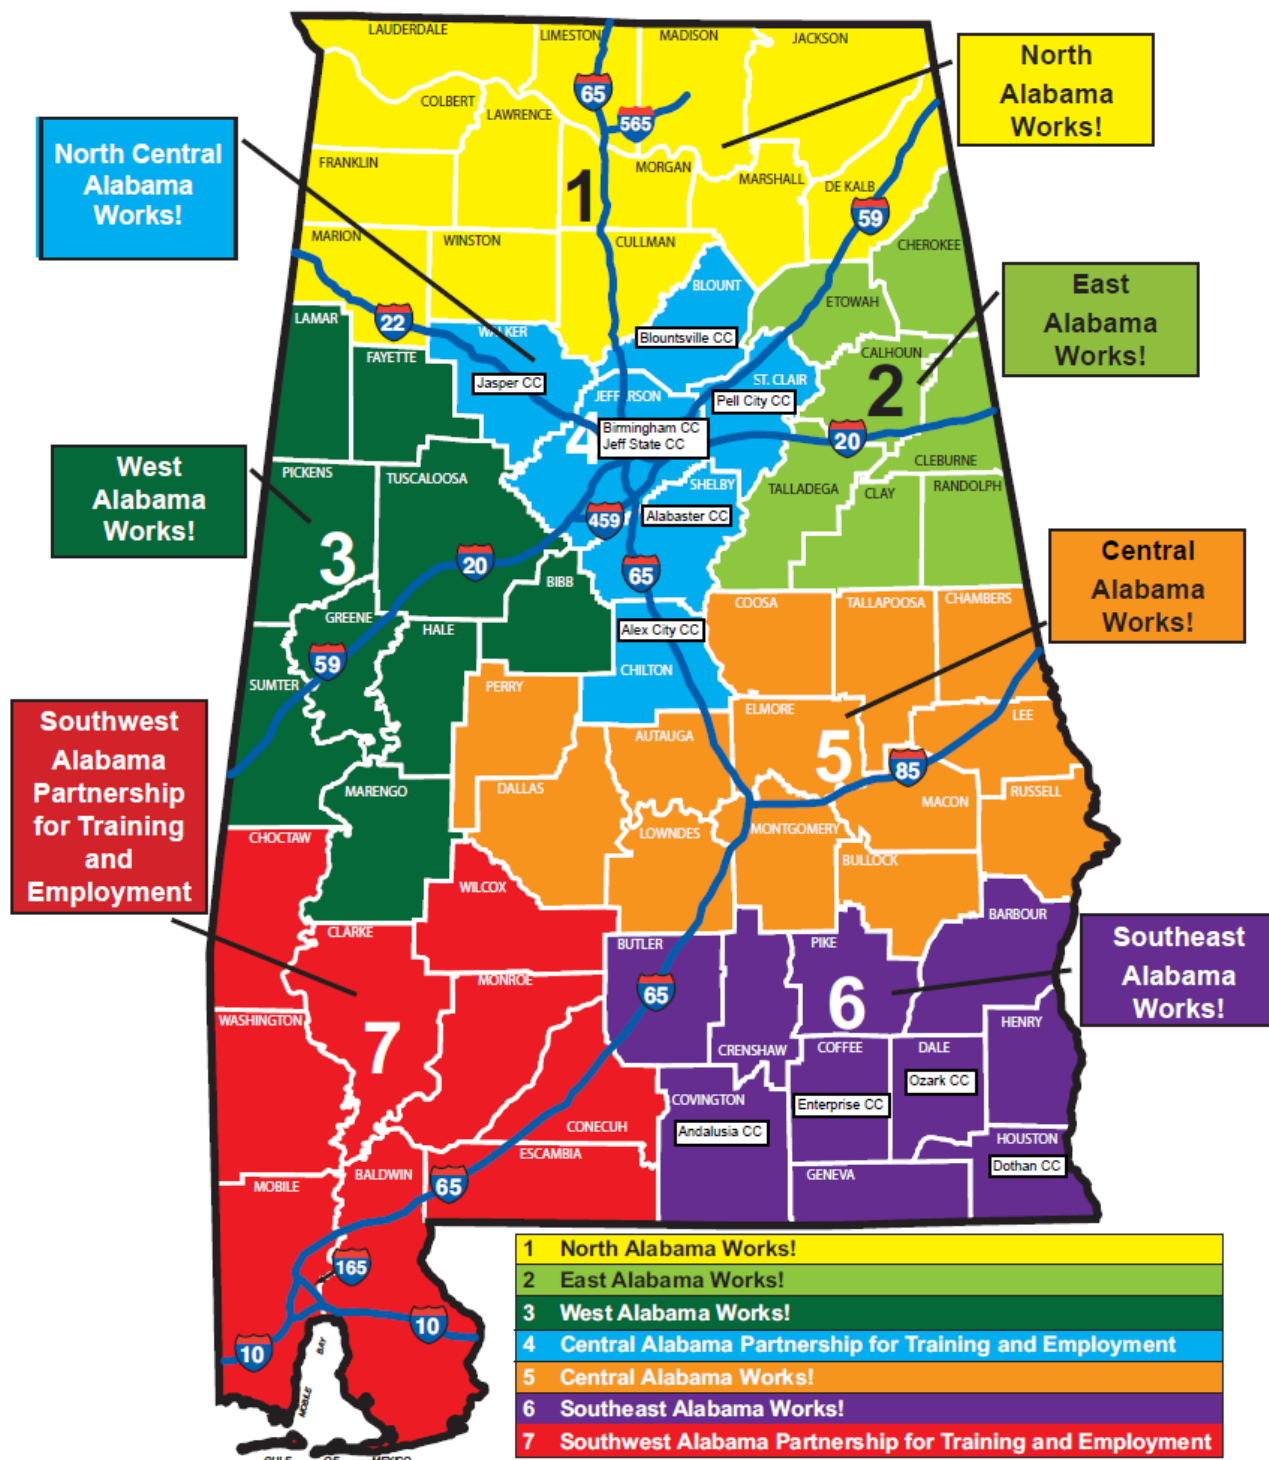 LAUDERDALE
LIMESTON
MADISON
JACKSON
North
Alabama
Works!
65
COLBERT
LAWRENCE
565
North Central
Alabama
Works!
FRANKLIN
MORGAN
MARSHALL
DE KALB
1
59
MARION
WINSTON
CULLMAN
CHEROKEE
BLOUNT
ETOWAH
East
Alabama
Works!
LAMAR
22
WALKER
Blountsville CC
FAYETTE
CALHOUN
Jasper CC
ST. CLAIR
2
JEFFERSON
Pell City CC
4
Birmingham CC
Jeff State CC
20
West
Alabama
Works!
PICKENS
TUSCALOOSA
CLEBURNE
SHELBY
TALLADEGA
CLAY
RANDOLPH
459
Alabaster CC
3
20
65
Central
Alabama
Works!
BIBB
GREENE
HALE
COOSA
TALLAPOOSA
CHAMBERS
Alex City CC
59
CHILTON
SUMTER
PERRY
Southwest
Alabama
Partnership
for Training
and
Employment
ELMORE
LEE
AUTAUGA
5
85
MARENGO
DALLAS
MACON
RUSSELL
CHOCTAW
LOWNDES
MONTGOMERY
BULLOCK
WILCOX
BARBOUR
CLARKE
BUTLER
PIKE
Southeast
Alabama
Works!
MONROE
65
6
WASHINGTON
7
HENRY
CRENSHAW
COFFEE
DALE
Ozark CC
COVINGTON
Enterprise CC
CONECUH
Andalusia CC
HOUSTON
ESCAMBIA
Dothan CC
BALDWIN
GENEVA
MOBILE
65
165
10
10
MOBILE BAY
GULF OF MEXICO
1 North Alabama Works!
2 East Alabama Works!
3 West Alabama Works!
4 Central Alabama Partnership for Training and Employment
5 Central Alabama Works!
6 Southeast Alabama Works!
7 Southwest Alabama Partnership for Training and Employment